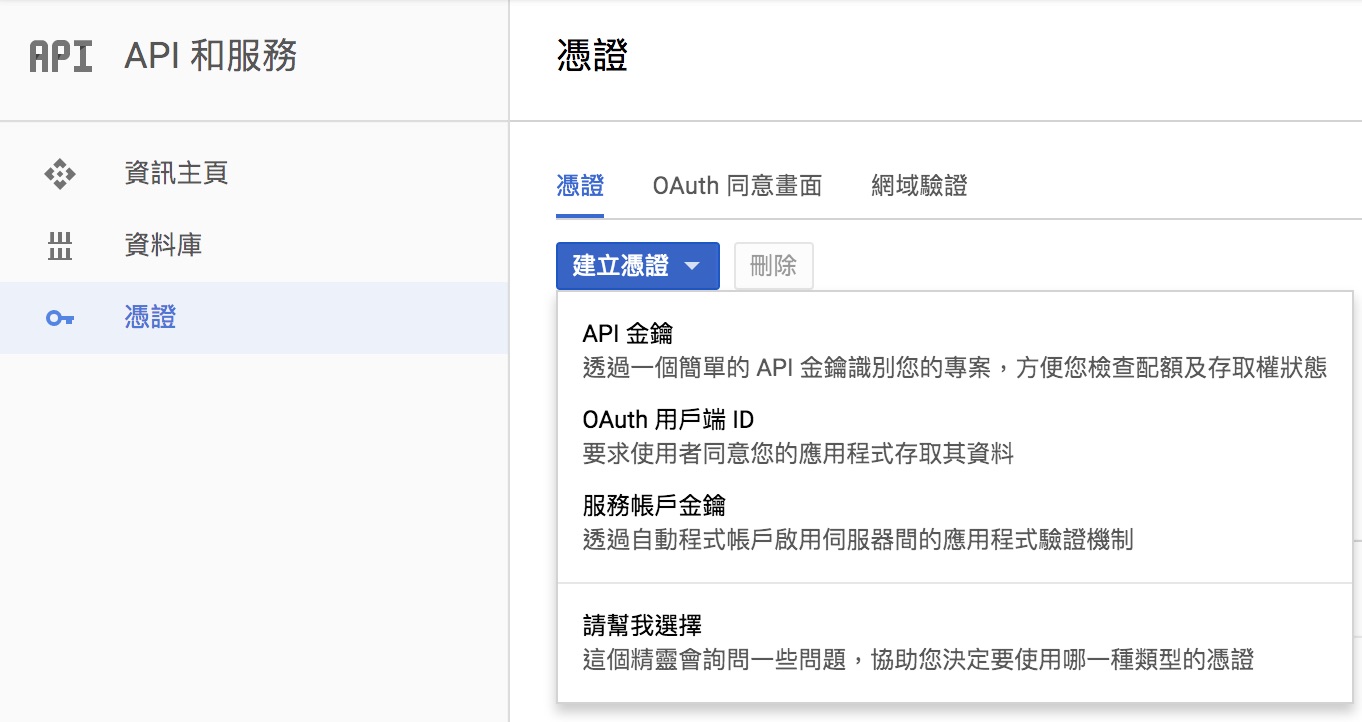 API API 和服務
資訊主頁
資料庫
憑證
憑證
憑證 OAuth 同意畫面 網域驗證
建立憑證 刪除
API 金鑰
透過一個簡單的 API 金鑰識別您的專案，方便您檢查配額及存取權狀態
OAuth 用戶端 ID
要求使用者同意您的應用程式存取其資料
服務帳戶金鑰
透過自動程式帳戶啟用伺服器間的應用程式驗證機制
請幫我選擇
這個精靈會詢問一些問題，協助您決定要使用哪一種類型的憑證